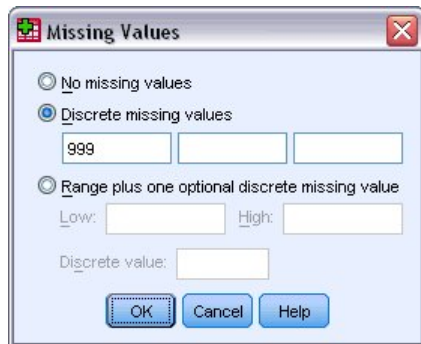 Missing Values
No missing values
Discrete missing values
999
Range plus one optional discrete missing value
Low: High:
Discrete value:
OK Cancel Help